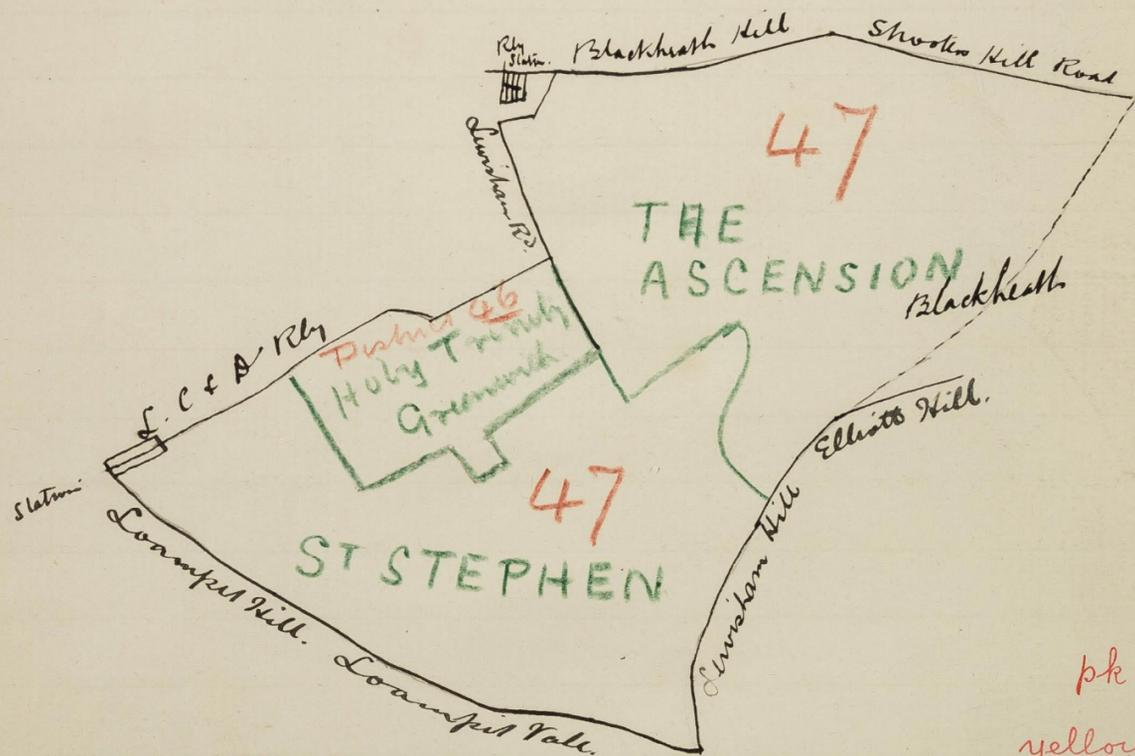 Rly
Station.
Blackheath Hill
Shooters Hill Road
Lewisham Rd.
47
THE
ASCENSION
Blackheath
L. C & D Rly
District 46
Holy Trinity
Greenwich
Elliott Hill.
Station
47
ST STEPHEN
Loampit Hill.
Loampit Vale.
Lewisham Hill
pk
yellow